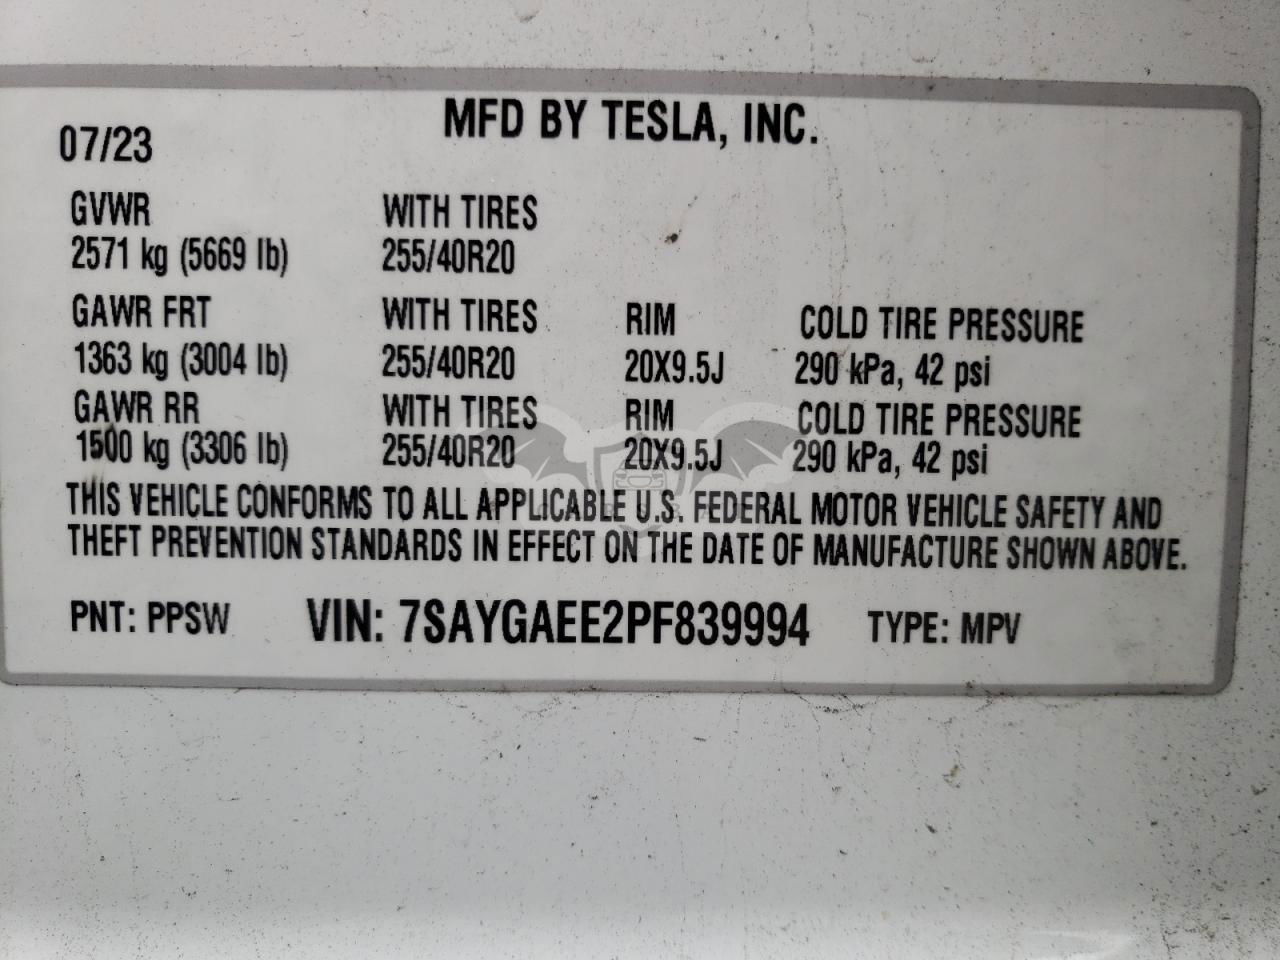 MFD BY TESLA, INC.
07/23
GVWR WITH TIRES
2571 kg (5669 lb) 255/40R20
GAWR FRT WITH TIRES RIM COLD TIRE PRESSURE
1363 kg (3004 lb) 255/40R20 20X9.5J 290 kPa, 42 psi
GAWR RR WITH TIRES RIM COLD TIRE PRESSURE
1500 kg (3306 lb) 255/40R20 20X9.5J 290 kPa, 42 psi
THIS VEHICLE CONFORMS TO ALL APPLICABLE U.S. FEDERAL MOTOR VEHICLE SAFETY AND
THEFT PREVENTION STANDARDS IN EFFECT ON THE DATE OF MANUFACTURE SHOWN ABOVE.
PNT: PPSW VIN: 7SAYGAEE2PF839994 TYPE: MPV